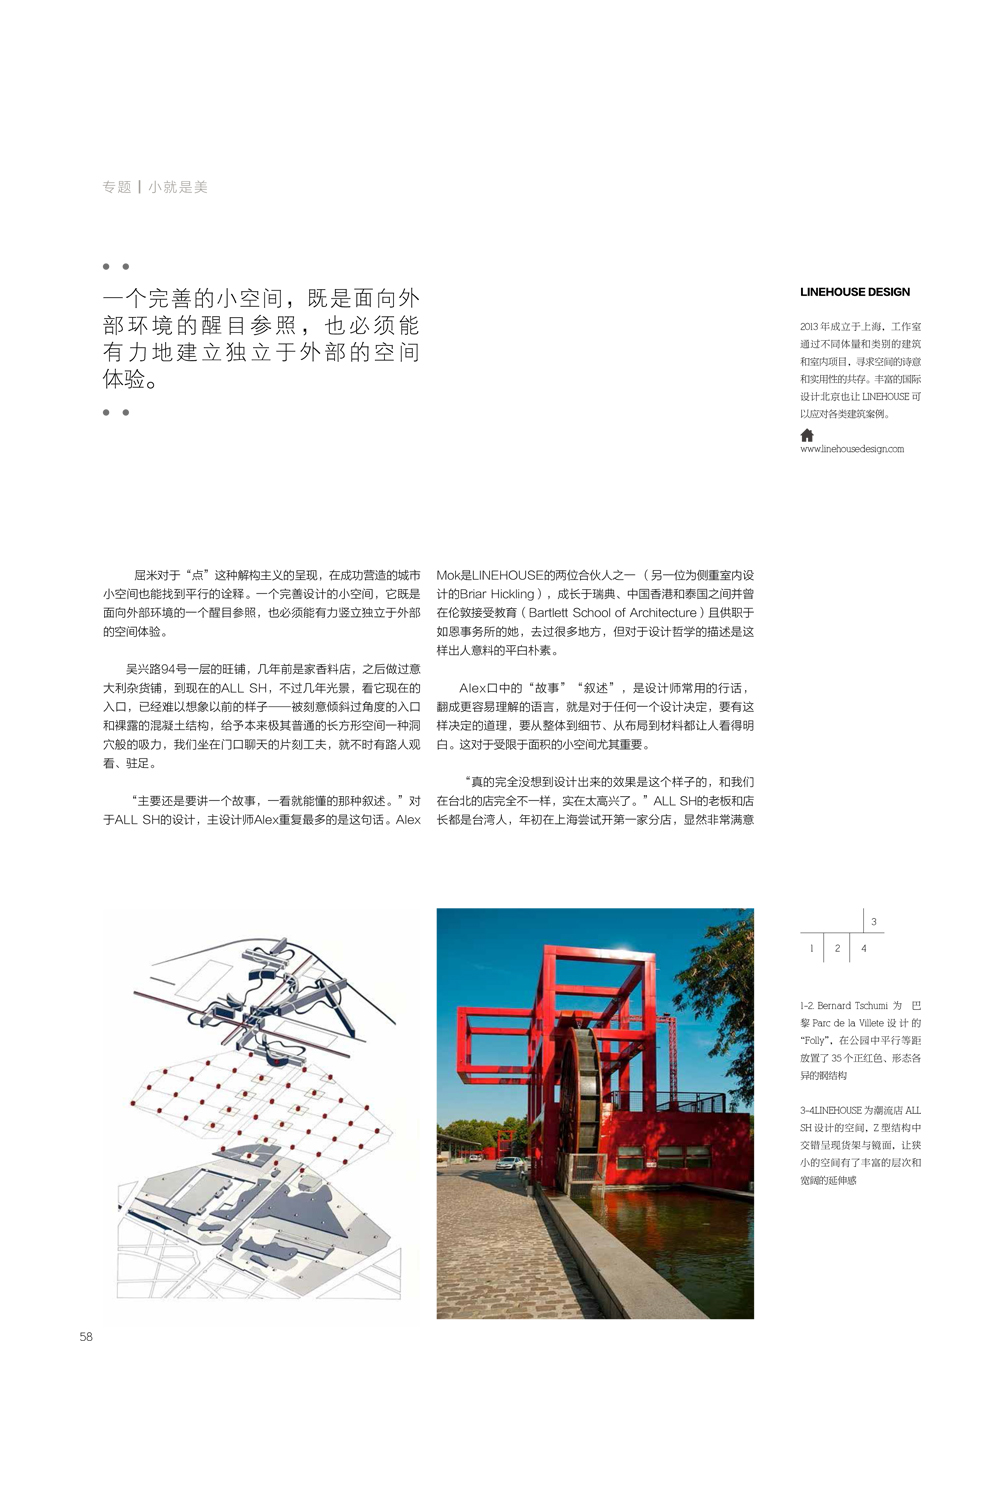 专题 | 小就是美
一个完善的小空间，既是面向外
部环境的醒目参照，也必须能
有力地建立独立于外部的空间
体验。
LINEHOUSE DESIGN
2013 年成立于上海，工作室
通过不同体量和类别的建筑
和室内项目，寻求空间的诗意
和实用性的共存。丰富的国际
设计北京也让 LINEHOUSE 可
以应对各类建筑案例。
www.linehousedesign.com
屈米对于“点”这种解构主义的呈现，在成功营造的城市
小空间也能找到平行的诠释。一个完善设计的小空间，它既是
面向外部环境的一个醒目参照，也必须能有力竖立独立于外部
的空间体验。
吴兴路94号一层的旺铺，几年前是家香料店，之后做过意
大利杂货铺，到现在的ALL SH，不过几年光景，看它现在的
入口，已经难以想象以前的样子——被刻意倾斜过角度的入口
和裸露的混凝土结构，给予本来极其普通的长方形空间一种洞
穴般的吸力，我们坐在门口聊天的片刻工夫，就不时有路人观
看、驻足。
“主要还是要讲一个故事，一看就能懂的那种叙述。”对
于ALL SH的设计，主设计师Alex重复最多的是这句话。Alex
Mok是LINEHOUSE的两位合伙人之一 （另一位为侧重室内设
计的Briar Hickling），成长于瑞典、中国香港和泰国之间并曾
在伦敦接受教育（Bartlett School of Architecture）且供职于
如恩事务所的她，去过很多地方，但对于设计哲学的描述是这
样出人意料的平白朴素。
Alex口中的“故事”“叙述”，是设计师常用的行话，
翻成更容易理解的语言，就是对于任何一个设计决定，要有这
样决定的道理，要从整体到细节、从布局到材料都让人看得明
白。这对于受限于面积的小空间尤其重要。
“真的完全没想到设计出来的效果是这个样子的，和我们
在台北的店完全不一样，实在太高兴了。”ALL SH的老板和店
长都是台湾人，年初在上海尝试开第一家分店，显然非常满意
3
1 2 4
1-2. Bernard Tschumi 为 巴
黎 Parc de la Villete 设 计 的
“Folly”，在公园中平行等距
放置了 35 个正红色、形态各
异的钢结构
3-4LINEHOUSE 为潮流店 ALL
SH 设计的空间，Z 型结构中
交错呈现货架与镜面，让狭
小的空间有了丰富的层次和
宽阔的延伸感
58